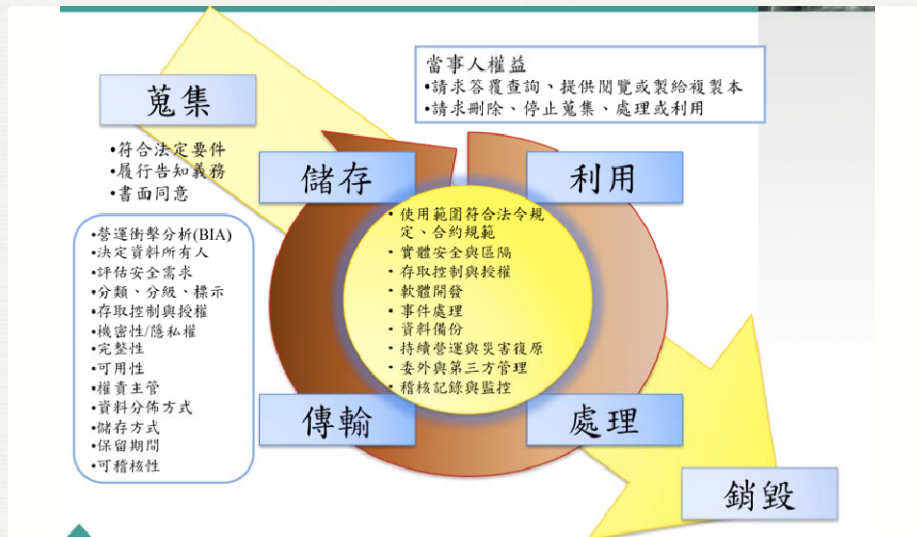 蒐集
•符合法定要件
•履行告知義務
•書面同意
當事人權益
•請求答覆查詢、提供閱覽或製給複製本
•請求刪除、停止蒐集、處理或利用
儲存
利用
•營運衝擊分析(BIA)
•決定資料所有人
•評估安全需求
•分類、分級、標示
•存取控制與授權
•機密性/隱私權
•完整性
•可用性
•權責主管
•資料分佈方式
•儲存方式
•保留期間
•可稽核性
•使用範圍符合法令規
定、合約規範
•實體安全與區隔
•存取控制與授權
•軟體開發
•事件處理
•資料備份
•持續營運與災害復原
•委外與第三方管理
•稽核記錄與監控
傳輸
處理
銷毀